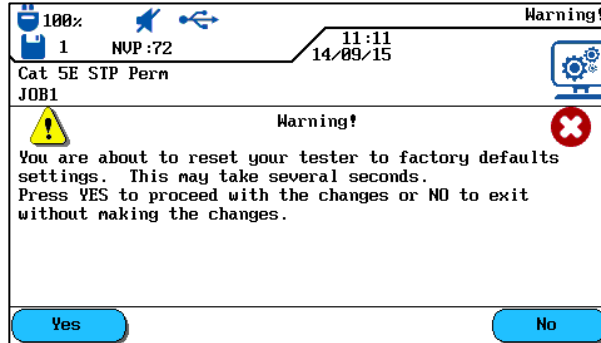 100%
Warning!
1 NVP:72
11:11
14/09/15
Cat 5E STP Perm
JOB1
Warning!
You are about to reset your tester to factory defaults
settings. This may take several seconds.
Press YES to proceed with the changes or NO to exit
without making the changes.
Yes
No